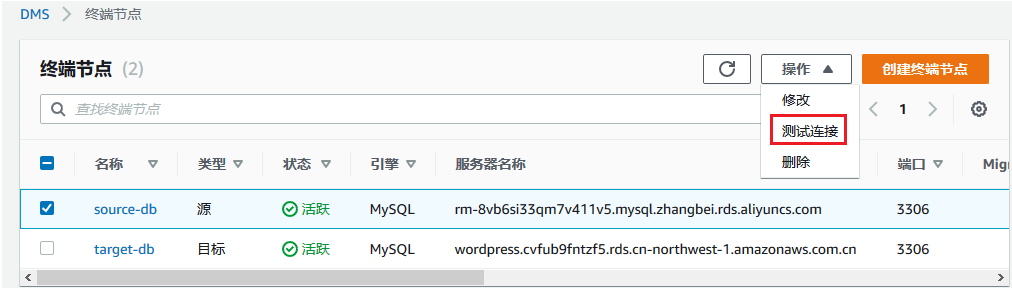 DMS > 终端节点
终端节点 (2) 操作 创建终端节点
查找终端节点 1
修改
测试连接
删除
名称 类型 状态 引擎 服务器名称 端口 Migr
source-db 源 活跃 MySQL rm-8vb6si33qm7v411v5.mysql.zhangbei.rds.aliyuncs.com 3306
target-db 目标 活跃 MySQL wordpress.cvfub9fntzf5.rds.cn-northwest-1.amazonaws.com.cn 3306